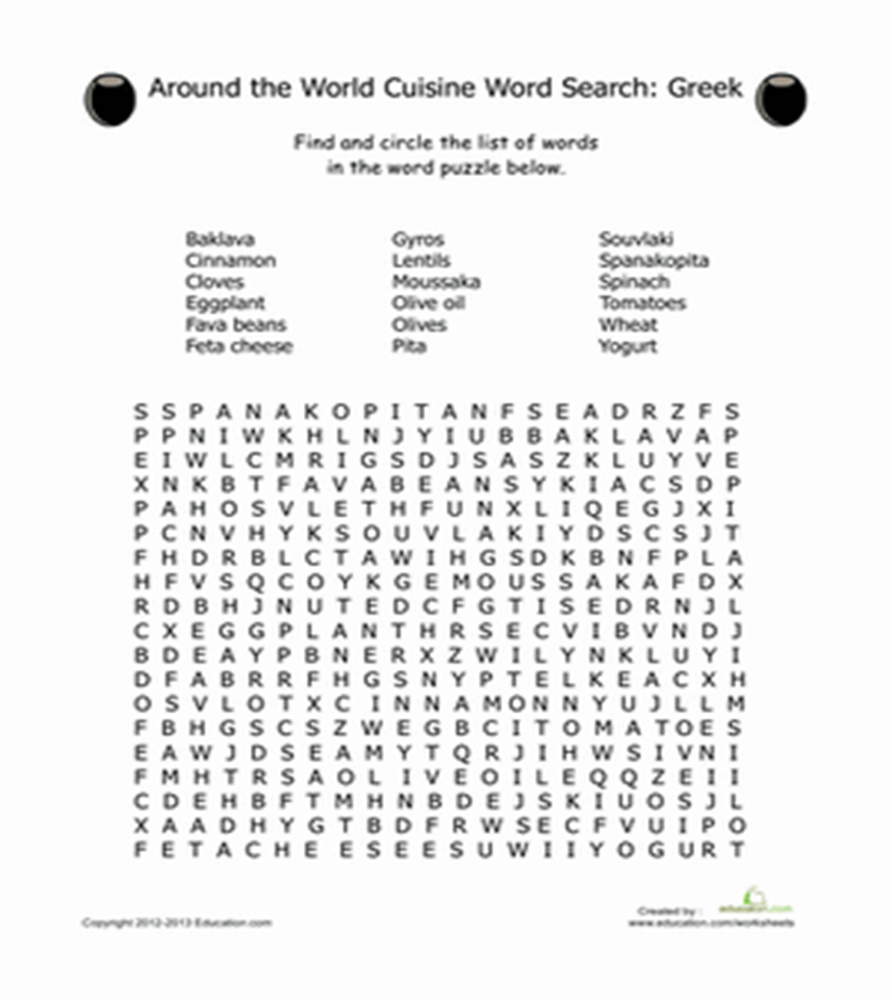 Around the World Cuisine Word Search: Greek
Find and circle the list of words
in the word puzzle below.
Baklava Gyros Souvlaki
Cinnamon Lentils Spanakopita
Cloves Moussaka Spinach
Eggplant Olive oil Tomatoes
Fava beans Olives Wheat
Feta cheese Pita Yogurt
S S P A N A K O P I T A N F S E A D R Z F S
P P N I W K H L N J Y I U B B A K L A V A P
E I W L C M R I G S D J S A S Z K L U Y V E
X N K B T F A V A B E A N S Y K I A C S D P
P A H O S V L E T H F U N X L I Q E G J X I
P C N V H Y K S O U V L A K I Y D S C S J T
F H D R B L C T A W I H G S D K B N F P L A
H F V S Q C O Y K G E M O U S S A K A F D X
R D B H J N U T E D C F G T I S E D R N J L
C X E G G P L A N T H R S E C V I B V N D J
B D E A Y P B N E R X Z W I L Y N K L U Y I
D F A B R R F H G S N Y P T E L K E A C X H
O S V L O T X C I N N A M O N N Y U J L L M
F B H G S C S Z W E G B C I T O M A T O E S
E A W J D S E A M Y T Q R J I H W S I V N I
F M H T R S A O L I V E O I L E Q Q Z E I I
C D E H B F T M H N B D E J S K I U O S J L
X A A D H Y G T B D F R W S E C F V U I P O
F E T A C H E E S E E S U W I I Y O G U R T
Created by :
education.com
Copyright 2012-2013 Education.com
www.education.com/worksheets